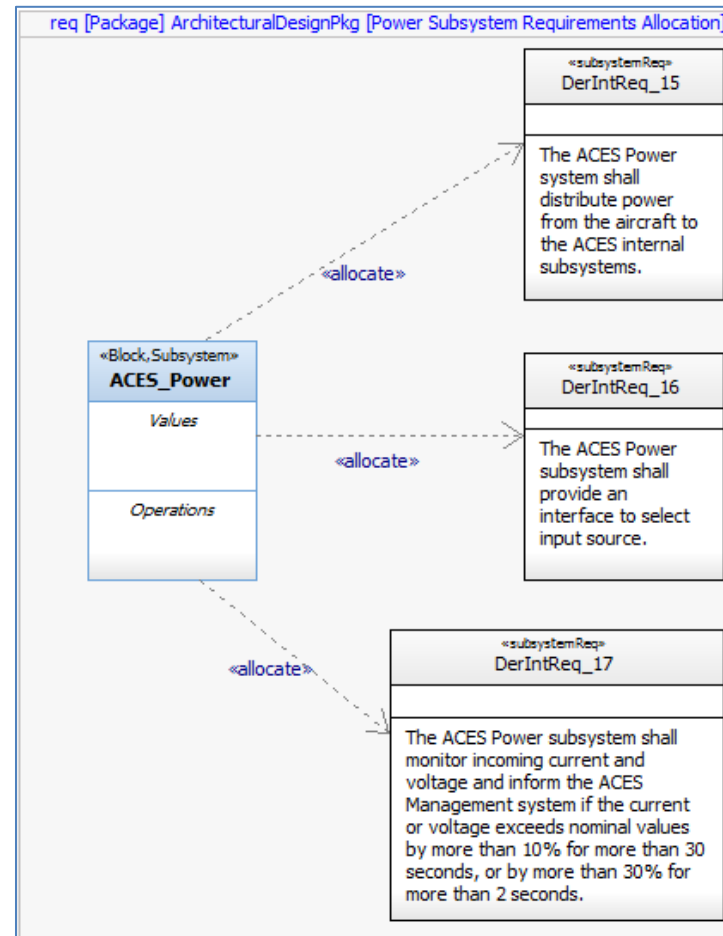 req [Package] ArchitecturalDesignPkg [Power Subsystem Requirements Allocation]
«subsystemReq»
DerIntReq_15
The ACES Power
system shall
distribute power
from the aircraft to
the ACES internal
subsystems.
«allocate»
«Block,Subsystem»
ACES_Power
Values
Operations
«subsystemReq»
DerIntReq_16
The ACES Power
subsystem shall
provide an
interface to select
input source.
«allocate»
«allocate»
«subsystemReq»
DerIntReq_17
The ACES Power subsystem shall
monitor incoming current and
voltage and inform the ACES
Management system if the current
or voltage exceeds nominal values
by more than 10% for more than 30
seconds, or by more than 30% for
more than 2 seconds.